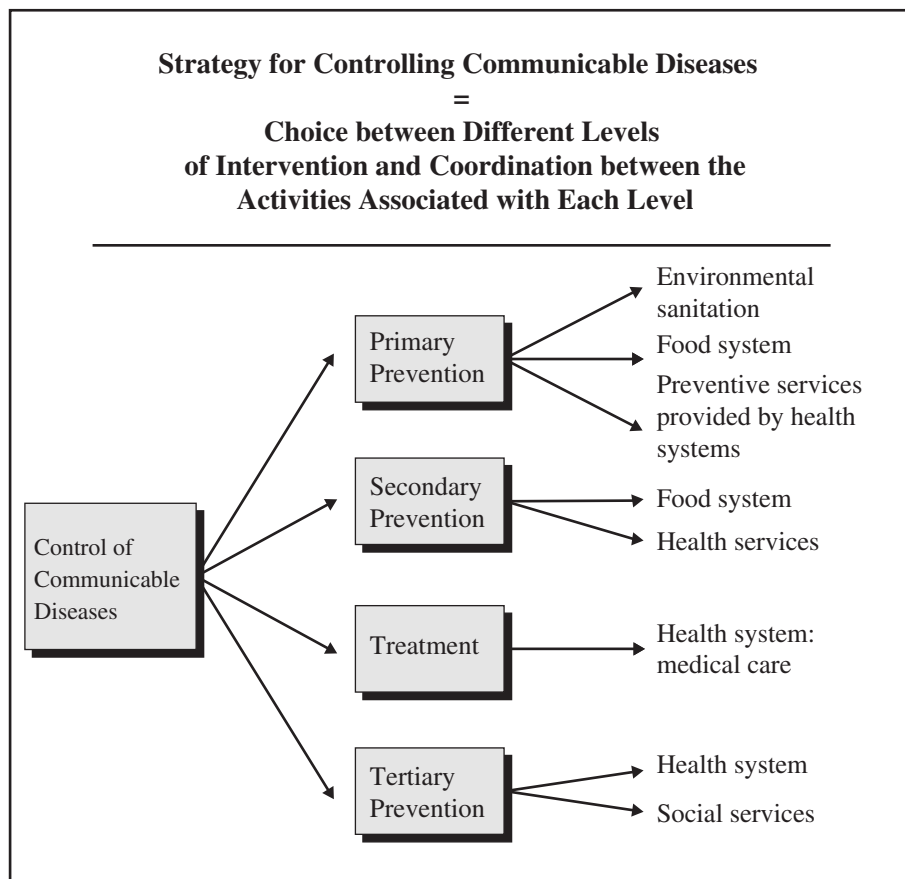 Strategy for Controlling Communicable Diseases
=
Choice between Different Levels
of Intervention and Coordination between the
Activities Associated with Each Level
Control of
Communicable
Diseases
Primary
Prevention
Environmental
sanitation
Food system
Preventive services
provided by health
systems
Secondary
Prevention
Food system
Health services
Treatment
Health system:
medical care
Tertiary
Prevention
Health system
Social services